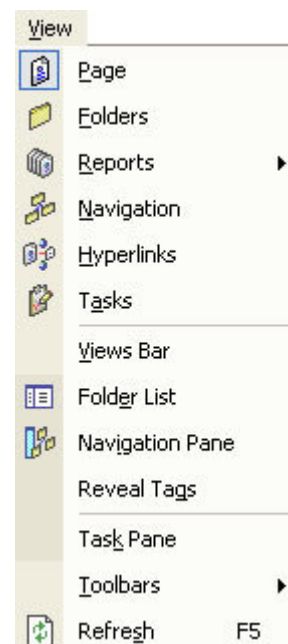 View
Page
Folders
Reports
Navigation
Hyperlinks
Tasks
Views Bar
Folder List
Navigation Pane
Reveal Tags
Task Pane
Toolbars
Refresh F5